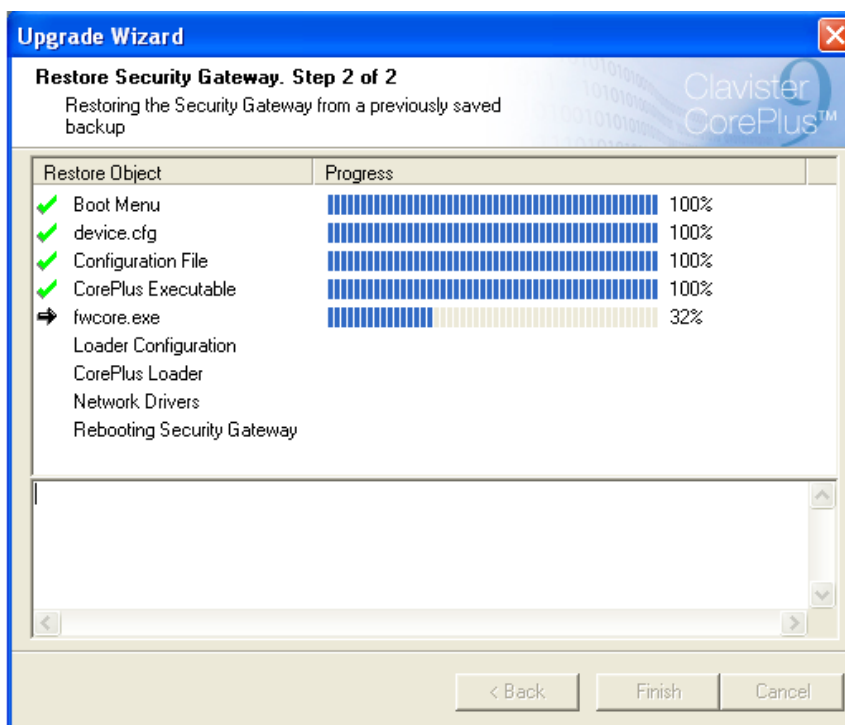 Upgrade Wizard
Restore Security Gateway. Step 2 of 2
Restoring the Security Gateway from a previously saved
backup
Clavister 9
CorePlus™
Restore Object Progress
Boot Menu 100%
device.cfg 100%
Configuration File 100%
CorePlus Executable 100%
fwcore.exe 32%
Loader Configuration
CorePlus Loader
Network Drivers
Rebooting Security Gateway
< Back Finish Cancel